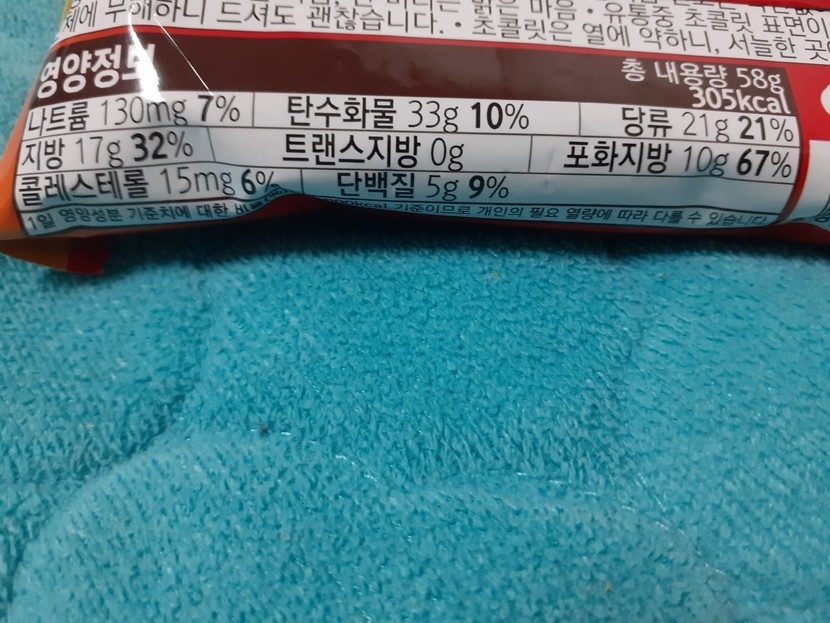 체에 무해하니 드셔도 괜찮습니다. • 초콜릿은 열에 약하니, 서늘한 곳
영양정보
총 내용량 58g
305kcal
나트륨 130mg 7% 탄수화물 33g 10% 당류 21g 21%
지방 17g 32% 트랜스지방 0g 포화지방 10g 67%
콜레스테롤 15mg 6% 단백질 5g 9%
1일 영양성분 기준치에 대한 기준이므로 개인의 필요 열량에 따라 다를 수 있습니다